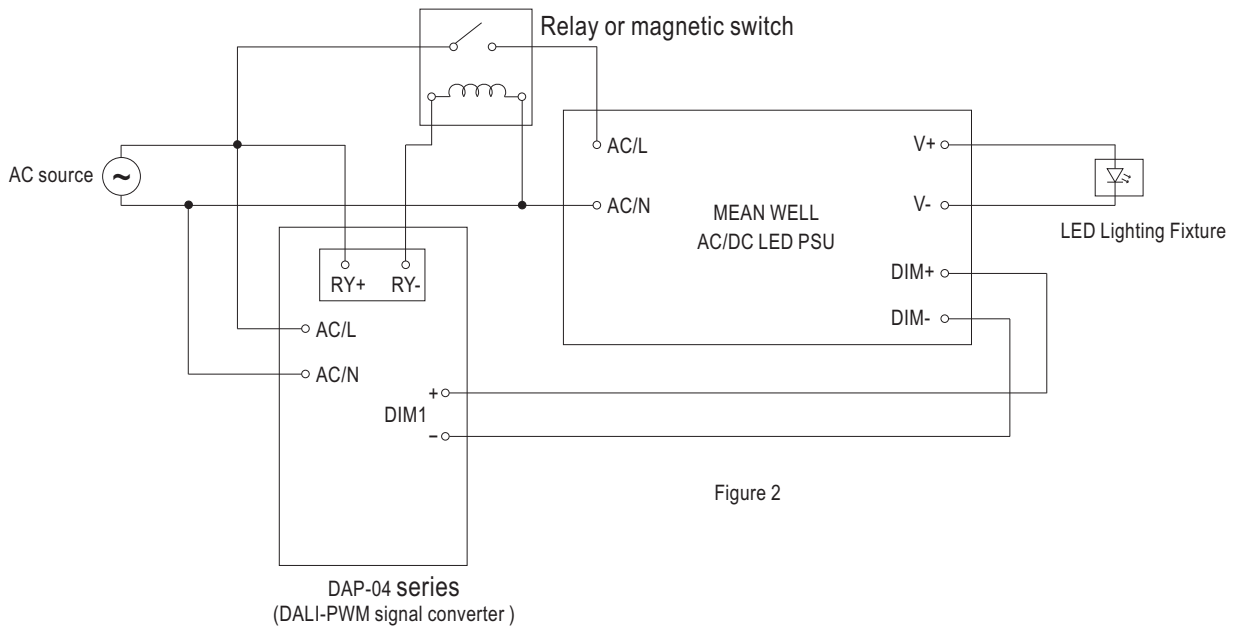 Relay or magnetic switch
AC source
~
AC/L
V+
AC/N
V-
MEAN WELL
AC/DC LED PSU
LED Lighting Fixture
RY+ RY-
DIM+
DIM-
AC/L
AC/N
+
DIM1
-
Figure 2
DAP-04 series
(DALI-PWM signal converter )